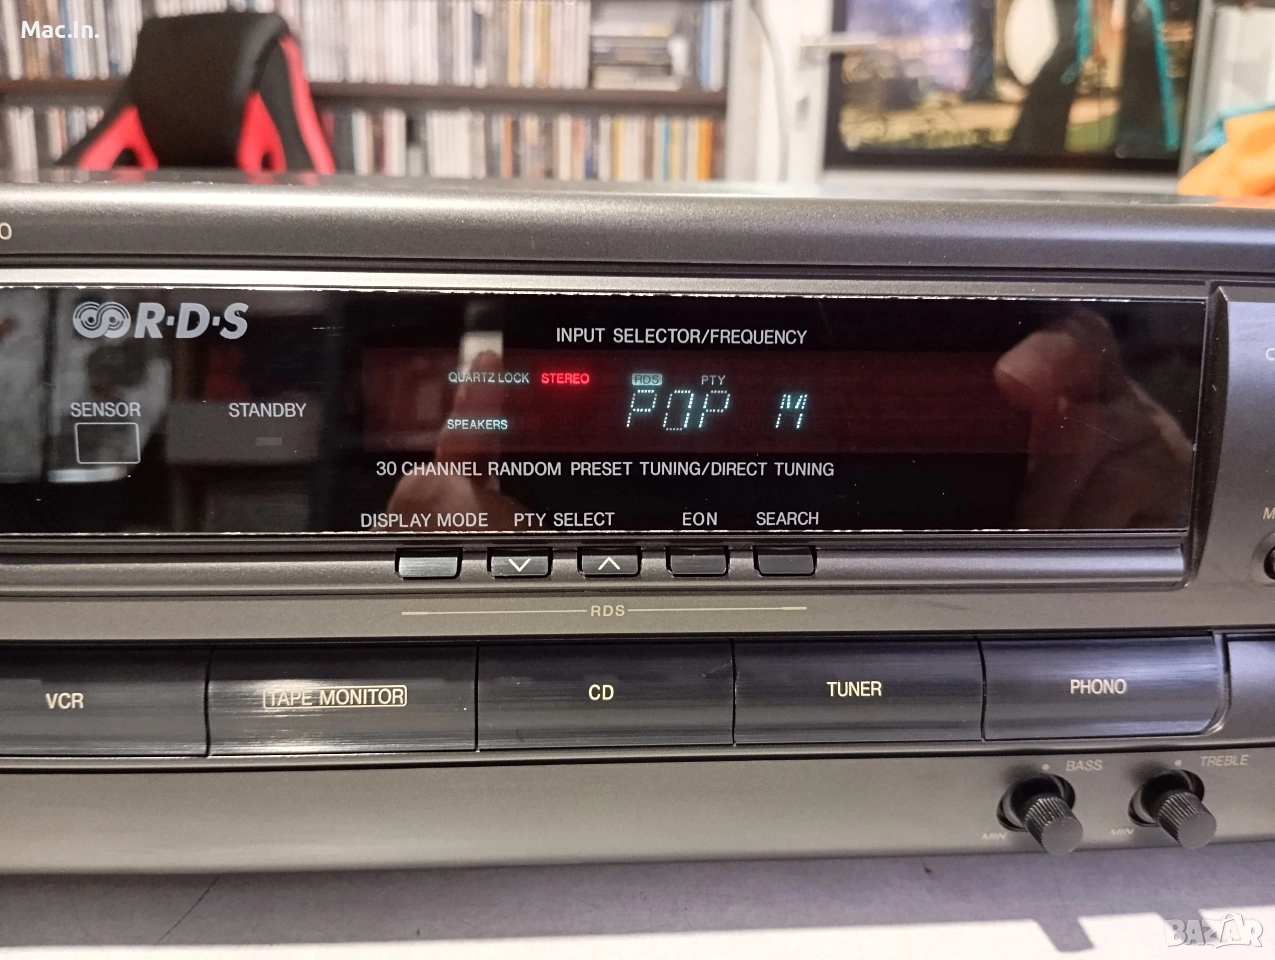 Mac.In.
R·D·S
INPUT SELECTOR/FREQUENCY
QUARTZ LOCK STEREO RDS PTY
POP M
SENSOR STANDBY
SPEAKERS
30 CHANNEL RANDOM PRESET TUNING/DIRECT TUNING
DISPLAY MODE PTY SELECT EON SEARCH
RDS
VCR TAPE MONITOR CD TUNER PHONO
BASS TREBLE
MIN MIN
BAZAR